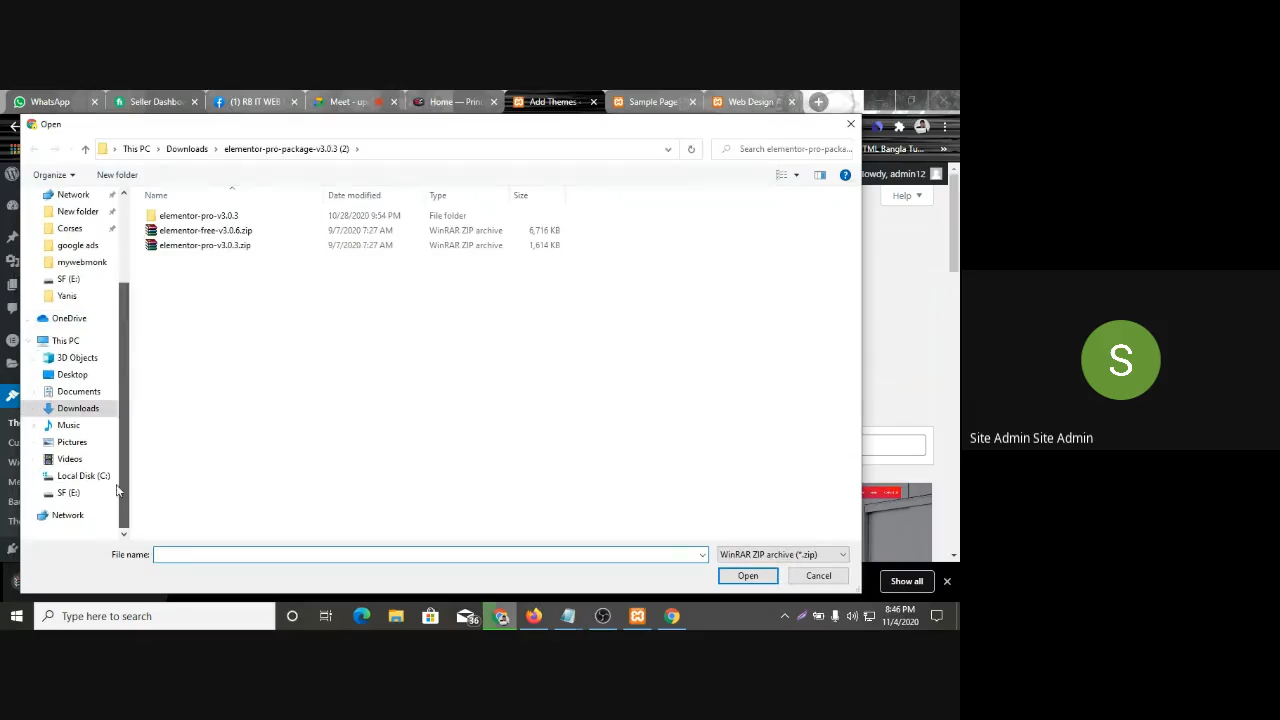 WhatsApp
Seller Dashbo
(1) RB IT WEB
Meet - up
Home — Prin
Add Themes -
Sample Page
Web Design A
Open
This PC
Downloads
elementor-pro-package-v3.0.3 (2)
Search elementor-pro-packa...
TML Bangla Tu...
Organize
New folder
owdy, admin12
Help
Network
New folder
Corses
google ads
mywebmonk
SF (E:)
Yanis
OneDrive
This PC
3D Objects
Desktop
Documents
Downloads
Music
Pictures
Videos
Local Disk (C:)
SF (E:)
Network
Name
Date modified
Type
Size
elementor-pro-v3.0.3
10/28/2020 9:54 PM
File folder
elementor-free-v3.0.6.zip
9/7/2020 7:27 AM
WinRAR ZIP archive
6,716 KB
elementor-pro-v3.0.3.zip
9/7/2020 7:27 AM
WinRAR ZIP archive
1,614 KB
Th
Cu
Wi
Me
Ba
Th
File name:
WinRAR ZIP archive (*.zip)
Open
Cancel
Show all
Type here to search
36
8:46 PM
11/4/2020
S
Site Admin Site Admin